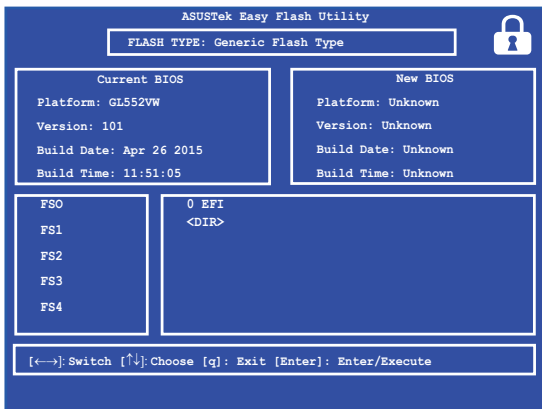 ASUSTek Easy Flash Utility
FLASH TYPE: Generic Flash Type
Current BIOS
Platform: GL552VW
Version: 101
Build Date: Apr 26 2015
Build Time: 11:51:05
New BIOS
Platform: Unknown
Version: Unknown
Build Date: Unknown
Build Time: Unknown
FSO
FS1
FS2
FS3
FS4
0 EFI
<DIR>
[←→]: Switch [↑↓]: Choose [q]: Exit [Enter]: Enter/Execute